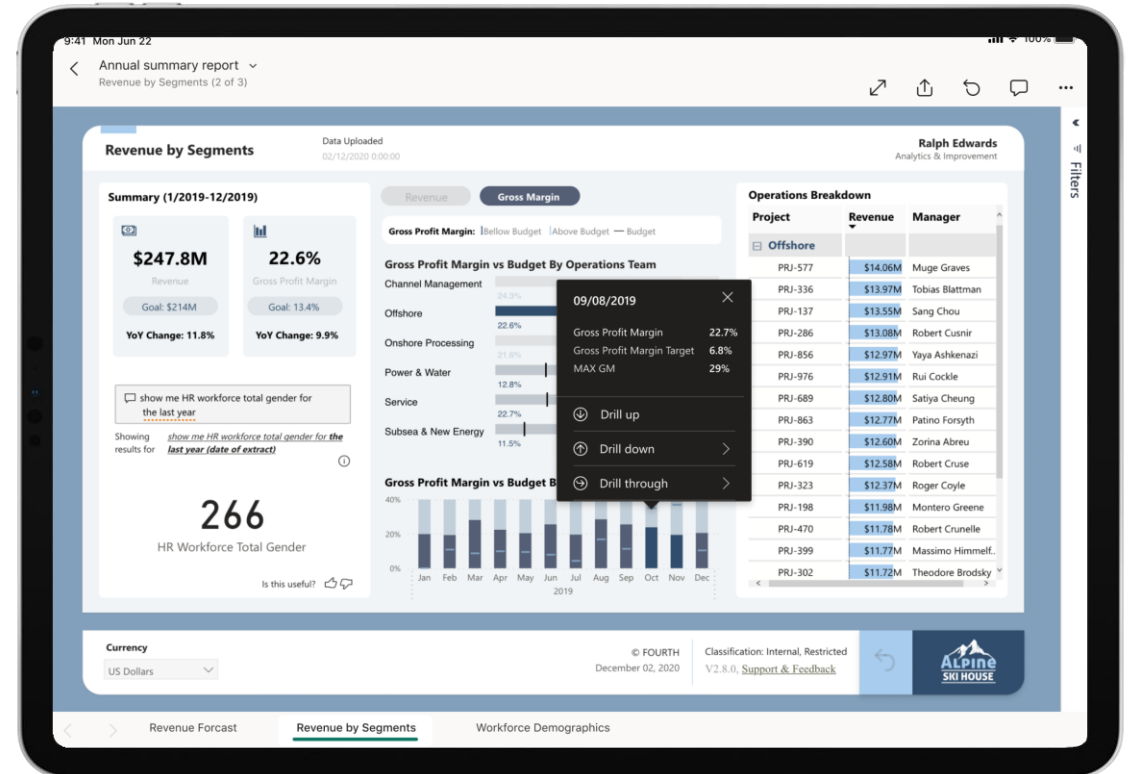 9:41 Mon Jun 22
100%
Annual summary report
Revenue by Segments (2 of 3)
Revenue by Segments
Data Uploaded
02/12/2020 0:00:00
Ralph Edwards
Analytics & Improvement
Filters
Summary (1/2019-12/2019)
$247.8M
Revenue
Goal: $214M
YoY Change: 11.8%
22.6%
Gross Profit Margin
Goal: 13.4%
YoY Change: 9.9%
show me HR workforce total gender for
the last year
Showing results for
show me HR workforce total gender for the
last year (date of extract)
266
HR Workforce Total Gender
Is this useful?
Revenue
Gross Margin
Gross Profit Margin: Bellow Budget Above Budget Budget
Gross Profit Margin vs Budget By Operations Team
Channel Management
24.3%
Offshore
22.6%
Onshore Processing
21.6%
Power & Water
12.8%
Service
22.7%
Subsea & New Energy
11.5%
09/08/2019
Gross Profit Margin 22.7%
Gross Profit Margin Target 6.8%
MAX GM 29%
Drill up
Drill down
Drill through
Gross Profit Margin vs Budget B
40%
20%
0%
Jan Feb Mar Apr May Jun Jul Aug Sep Oct Nov Dec
2019
Operations Breakdown
Project Revenue Manager
Offshore
PRJ-577 $14.06M Muge Graves
PRJ-336 $13.97M Tobias Blattman
PRJ-137 $13.55M Sang Chou
PRJ-286 $13.08M Robert Cusnir
PRJ-856 $12.97M Yaya Ashkenazi
PRJ-976 $12.91M Rui Cockle
PRJ-689 $12.80M Satiya Cheung
PRJ-863 $12.77M Patino Forsyth
PRJ-390 $12.60M Zorina Abreu
PRJ-619 $12.58M Robert Cruse
PRJ-323 $12.37M Roger Coyle
PRJ-198 $11.98M Montero Greene
PRJ-470 $11.78M Robert Crunelle
PRJ-399 $11.77M Massimo Himmelf..
PRJ-302 $11.72M Theodore Brodsky
Currency
US Dollars
© FOURTH
December 02, 2020
Classification: Internal, Restricted
V2.8.0, Support & Feedback
ALPINE
SKI HOUSE
Revenue Forcast
Revenue by Segments
Workforce Demographics